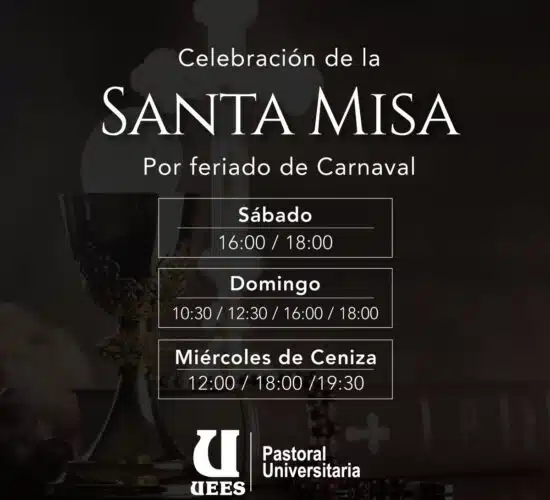 Celebración de la
SANTA MISA
Por feriado de Carnaval
Sábado
16:00 / 18:00
Domingo
10:30 / 12:30 / 16:00 / 18:00
Miércoles de Ceniza
12:00 / 18:00 /19:30
U
UEES
Pastoral
Universitaria